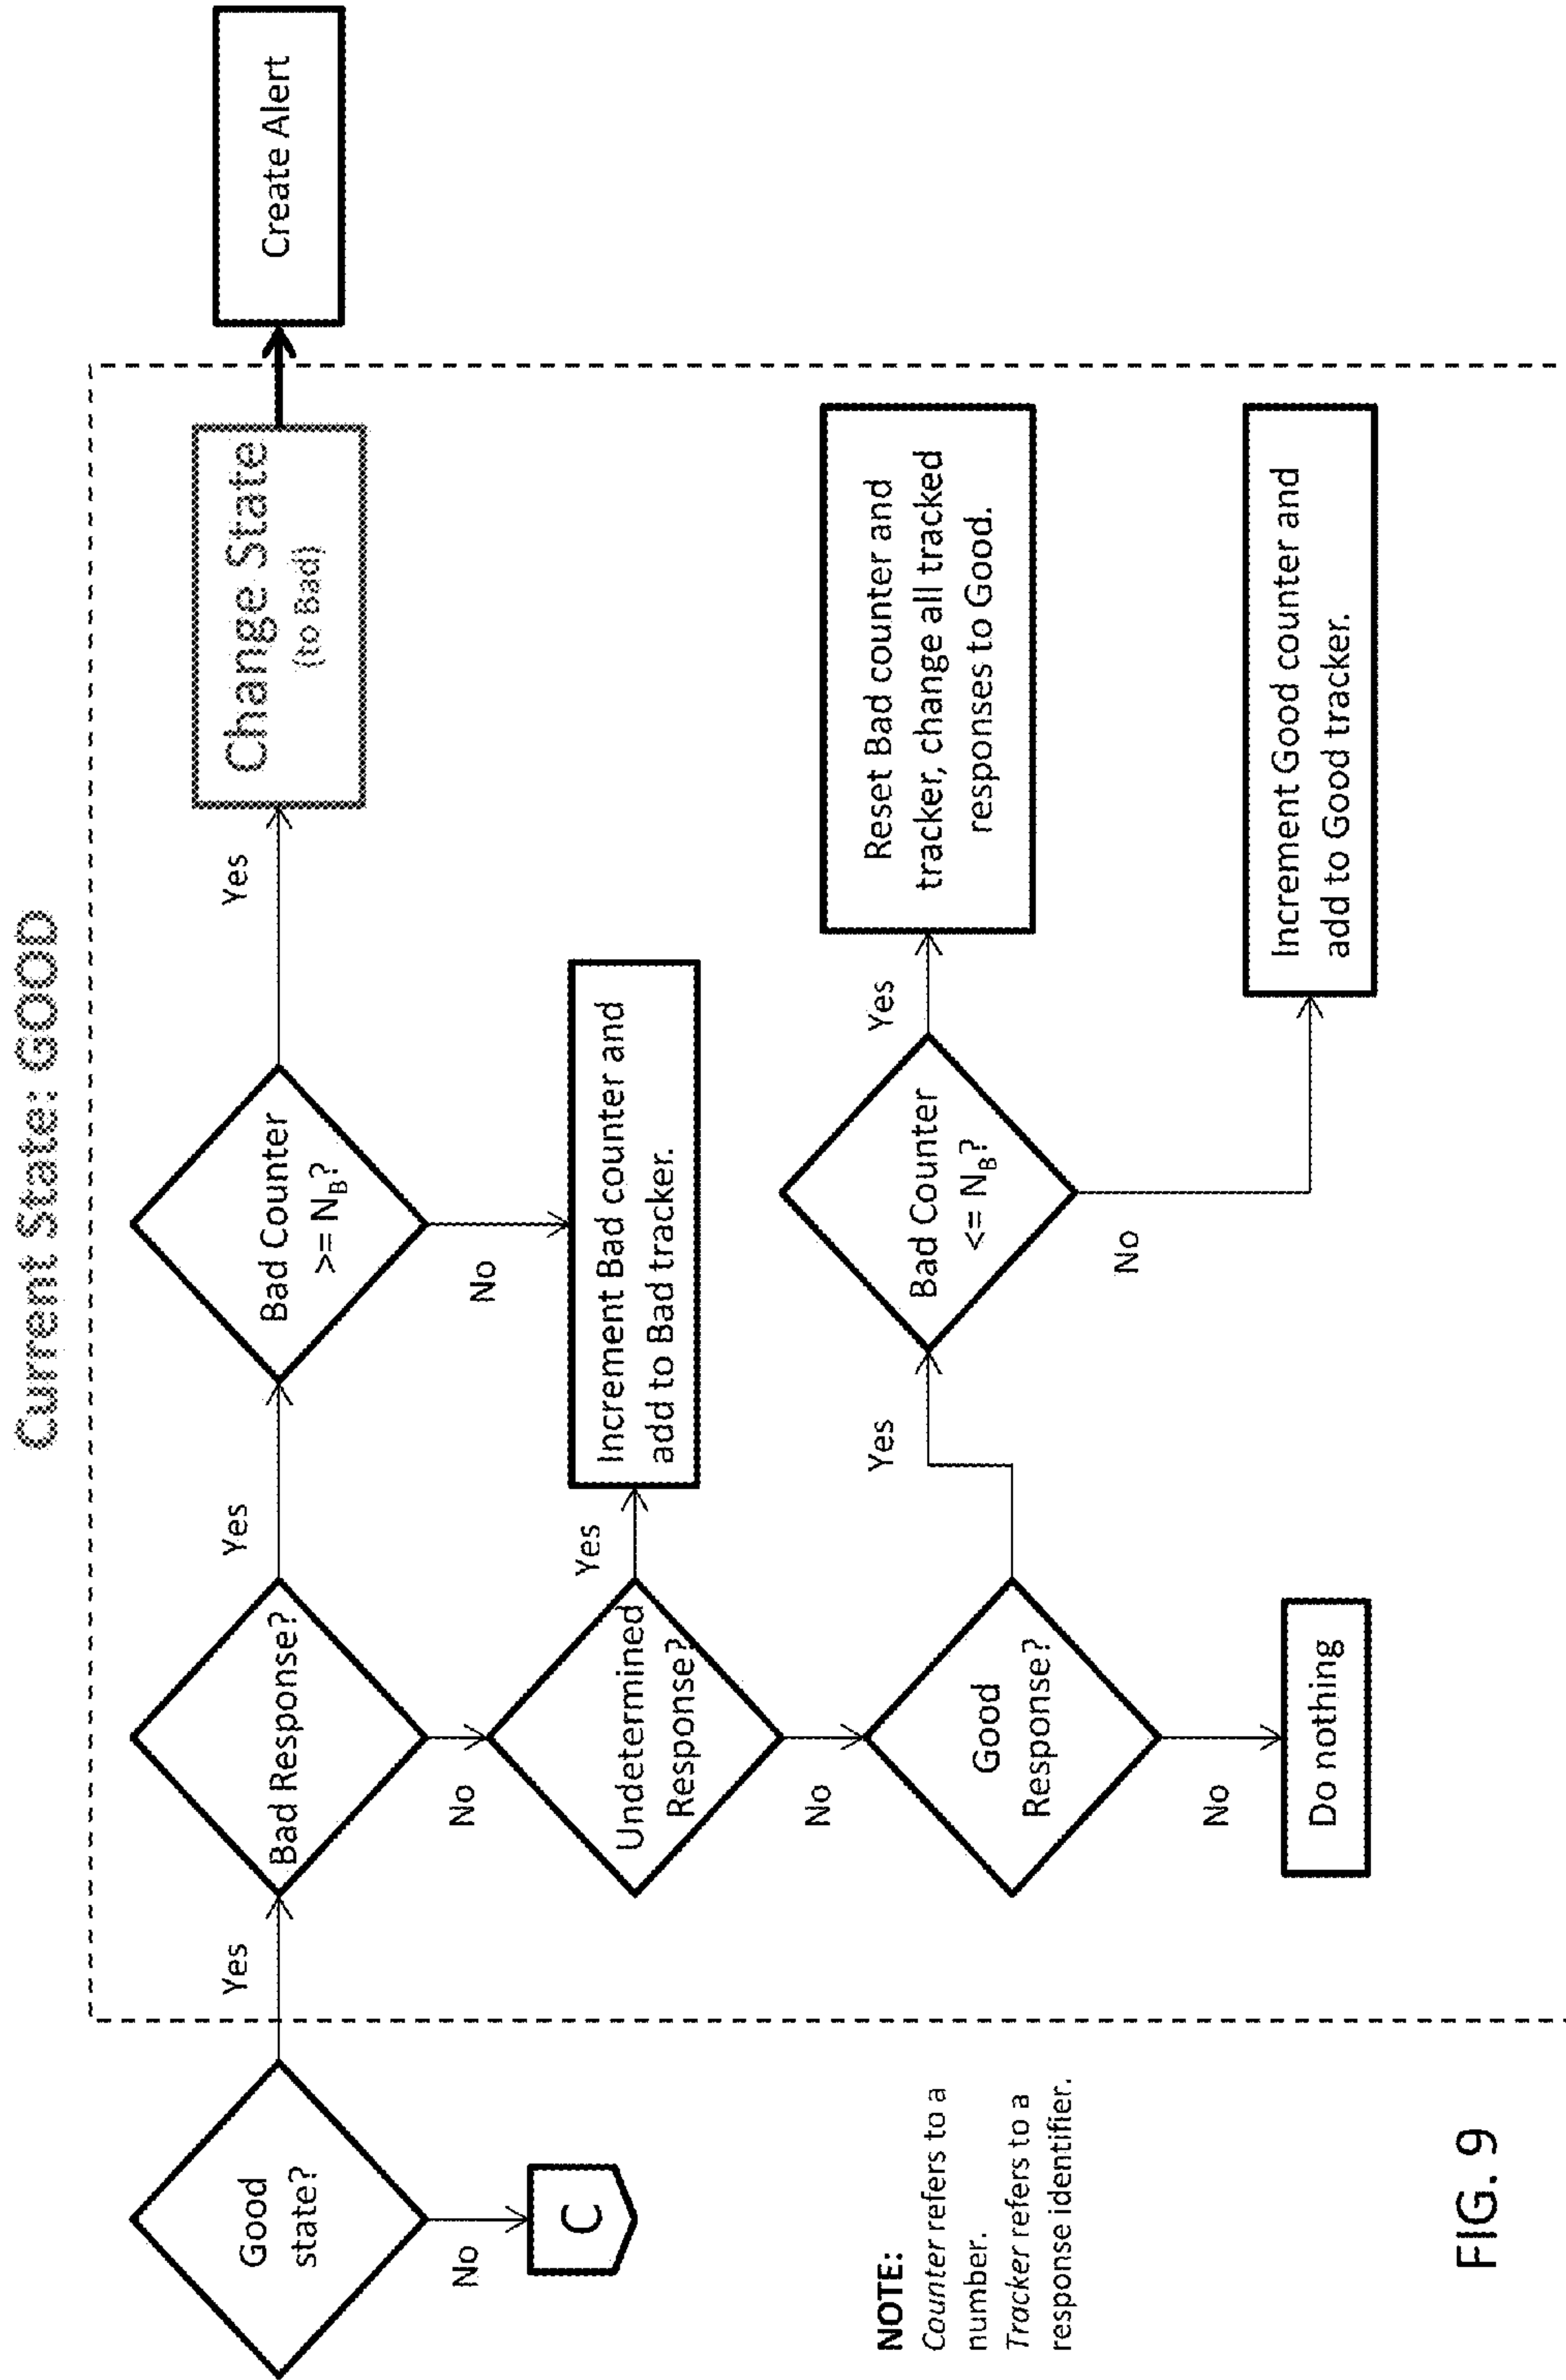 Current State: GOOD
Good
state?
Yes
No
C
Bad Response?
Yes
No
Bad Counter
>= N_B?
Yes
No
Change State
(to Bad)
Create Alert
Undetermined
Response?
Yes
No
Increment Bad counter and
add to Bad tracker.
Good
Response?
Yes
No
Bad Counter
<= N_B?
Yes
No
Reset Bad counter and
tracker, change all tracked
responses to Good.
Increment Good counter and
add to Good tracker.
Do nothing
NOTE:
Counter refers to a
number.
Tracker refers to a
response identifier.
FIG. 9